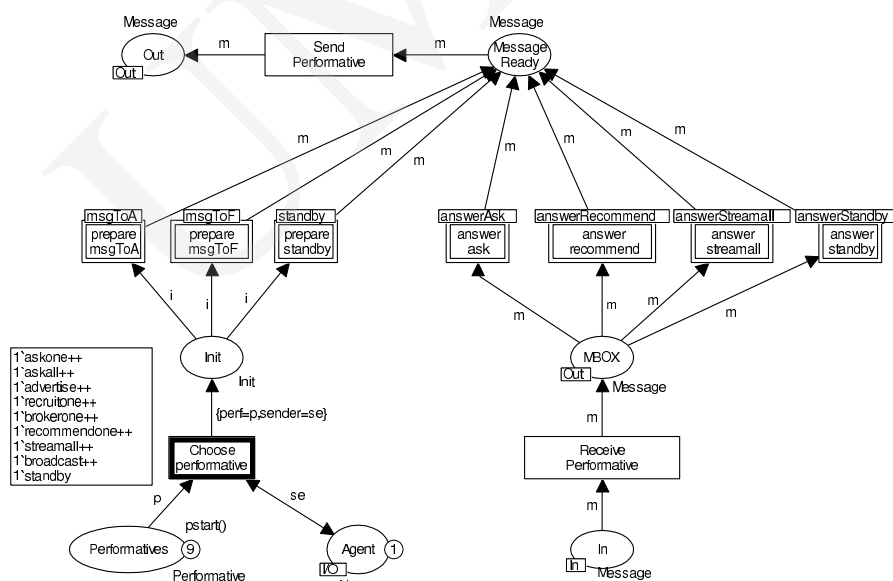 Message
Message
Out
m
Send
Performative
m
Message
Ready
Out
m
m
m
m
m
m
m
msgToA
msgToF
standby
answerAsk
answerRecommend
answerStreamall
answerStandby
prepare
msgToA
prepare
msgToF
prepare
standby
answer
ask
answer
recommend
answer
streamall
answer
standby
i
i
i
m
m
m
m
Init
Init
MBOX
Out
Message
1`askone++
1`askall++
1`advertise++
1`recruitone++
1`brokerone++
1`recommendone++
1`streamall++
1`broadcast++
1`standby
{perf=p,sender=se}
m
Choose
performative
Receive
Performative
p
se
m
pstart()
Performatives
9
Performative
Agent
1
I/O
In
In
Message